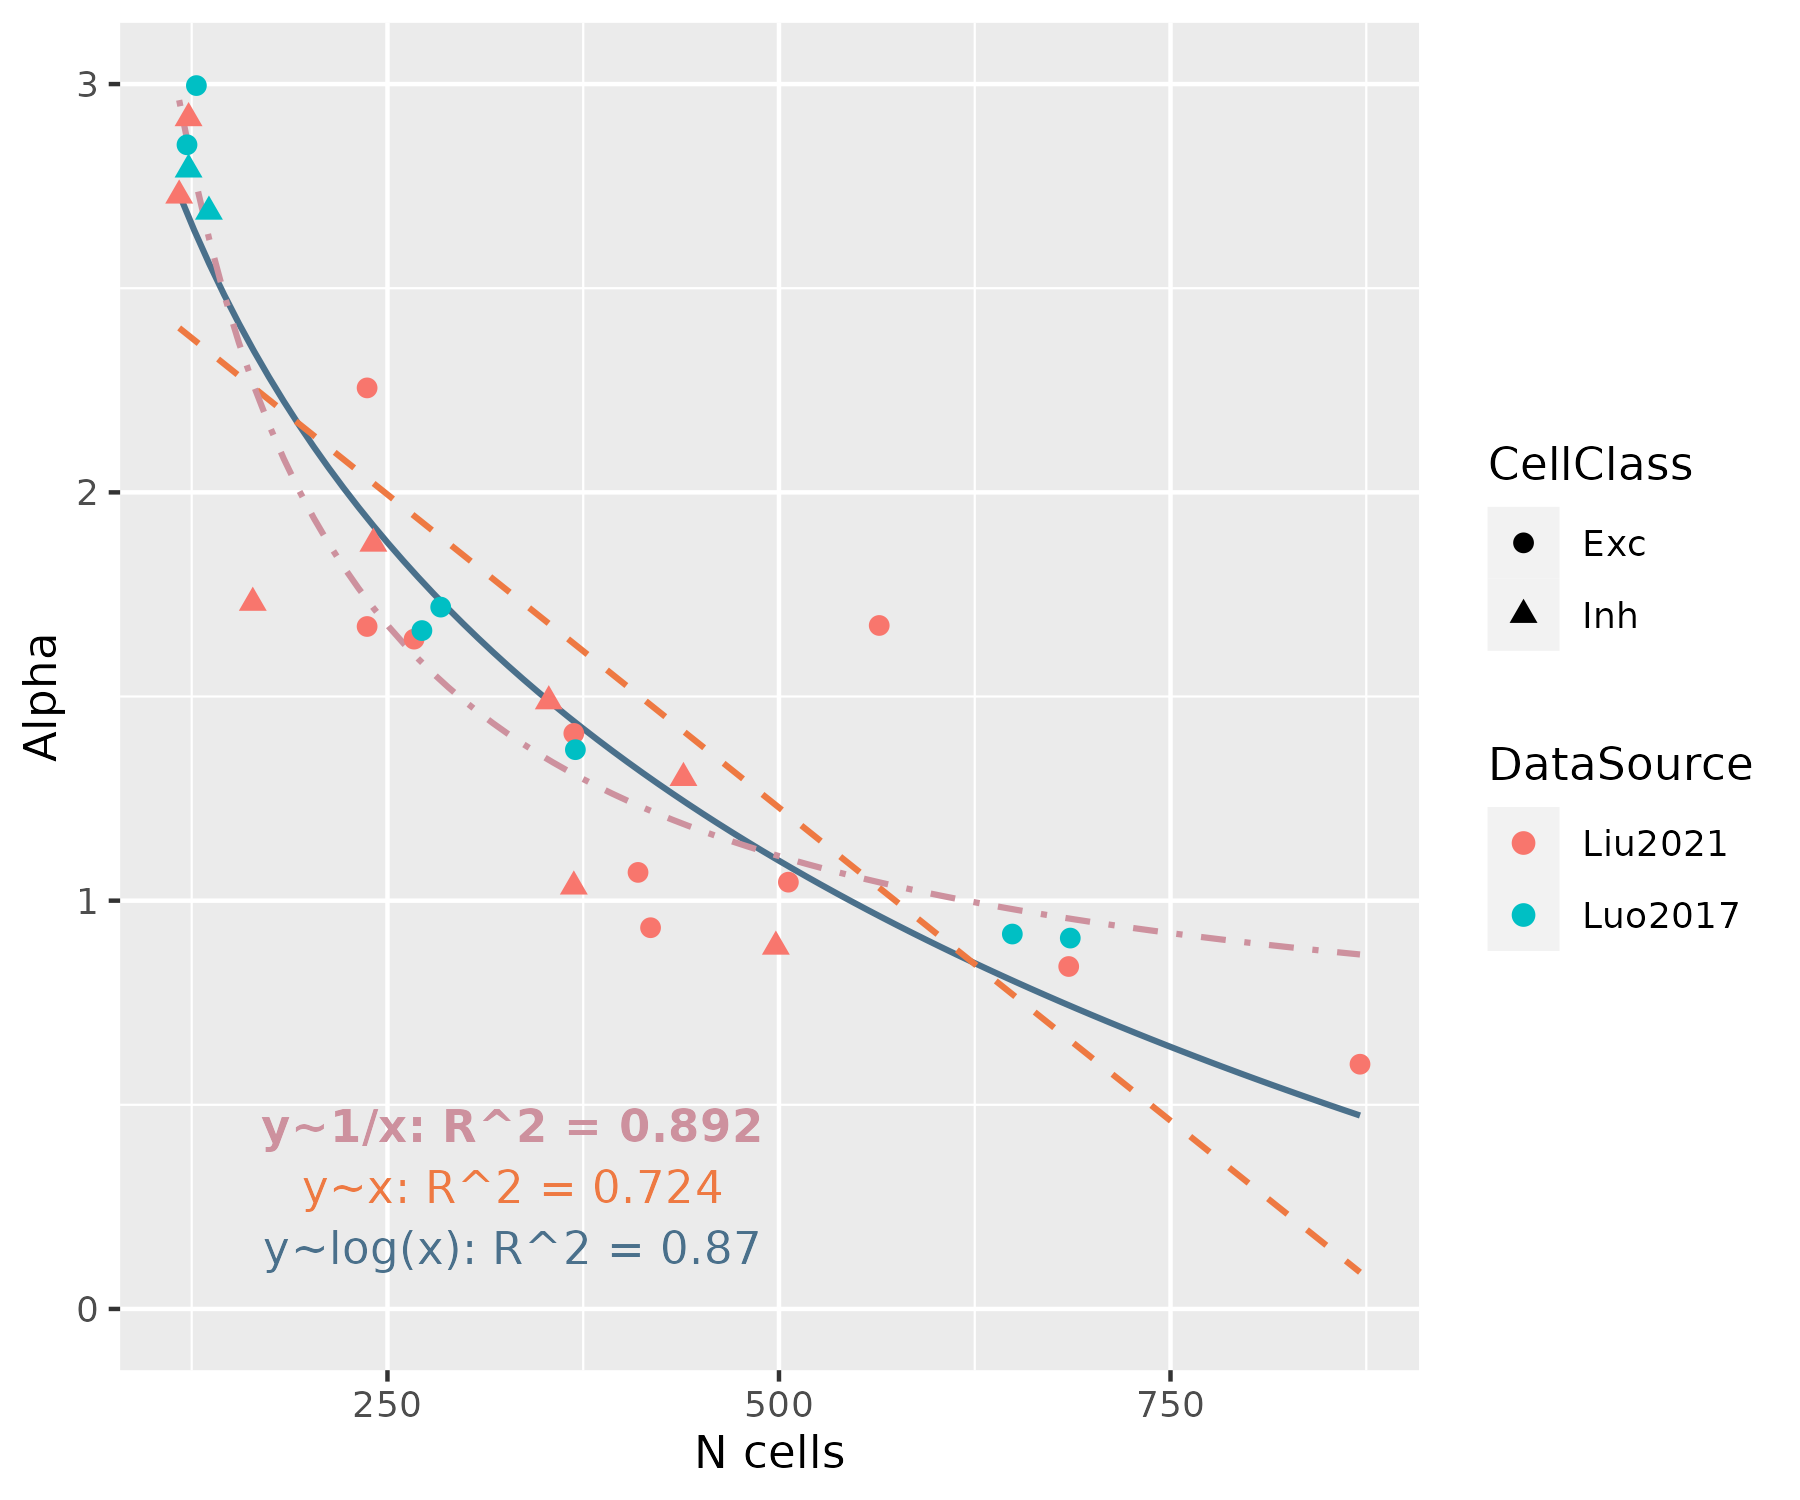 3
2
1
0
Alpha
250
500
750
N cells
y~1/x: R^2 = 0.892
y~x: R^2 = 0.724
y~log(x): R^2 = 0.87
CellClass
Exc
Inh
DataSource
Liu2021
Luo2017